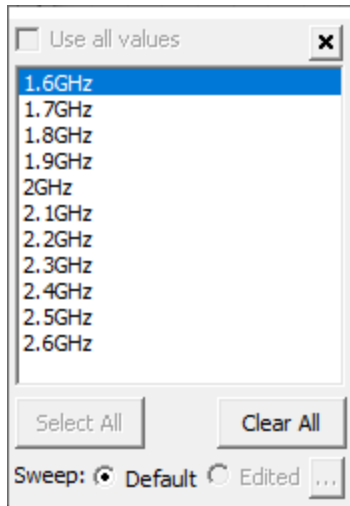 Use all values
1.6GHz
1.7GHz
1.8GHz
1.9GHz
2GHz
2.1GHz
2.2GHz
2.3GHz
2.4GHz
2.5GHz
2.6GHz
Select All Clear All
Sweep: Default Edited ...